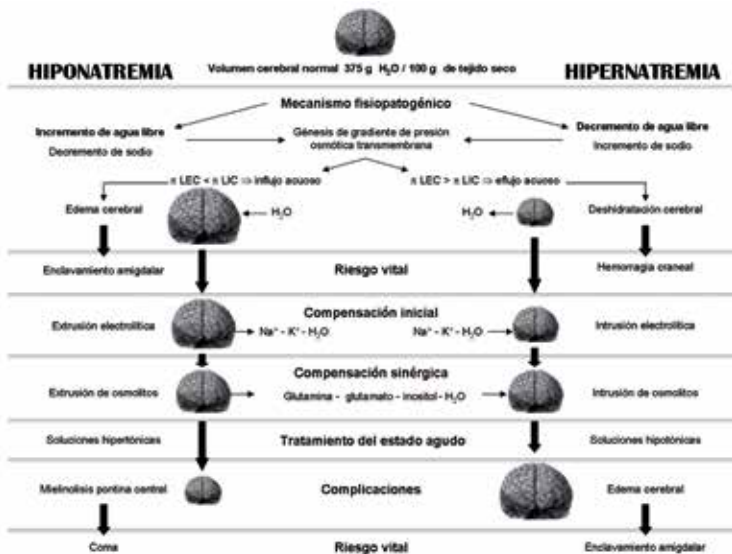 Volumen cerebral normal 375 g H₂O / 100 g de tejido seco
HIPONATREMIA
HIPERNATREMIA
Mecanismo fisiopatogénico
Incremento de agua libre
Decremento de sodio
Génesis de gradiente de presión
osmótica transmembrana
Decremento de agua libre
Incremento de sodio
π LEC < π LIC ⇒ influjo acuoso
π LEC > π LIC ⇒ eflujo acuoso
Edema cerebral
H₂O
H₂O
Deshidratación cerebral
Enclavamiento amigdalar
Riesgo vital
Hemorragia craneal
Compensación inicial
Extrusión electrolítica
Na⁺ - K⁺ - H₂O
Na⁺ - K⁺ - H₂O
Intrusión electrolítica
Compensación sinérgica
Extrusión de osmolitos
Glutamina - glutamato - inositol - H₂O
Intrusión de osmolitos
Soluciones hipertónicas
Tratamiento del estado agudo
Soluciones hipotónicas
Mielinolisis pontina central
Complicaciones
Edema cerebral
Coma
Riesgo vital
Enclavamiento amigdalar